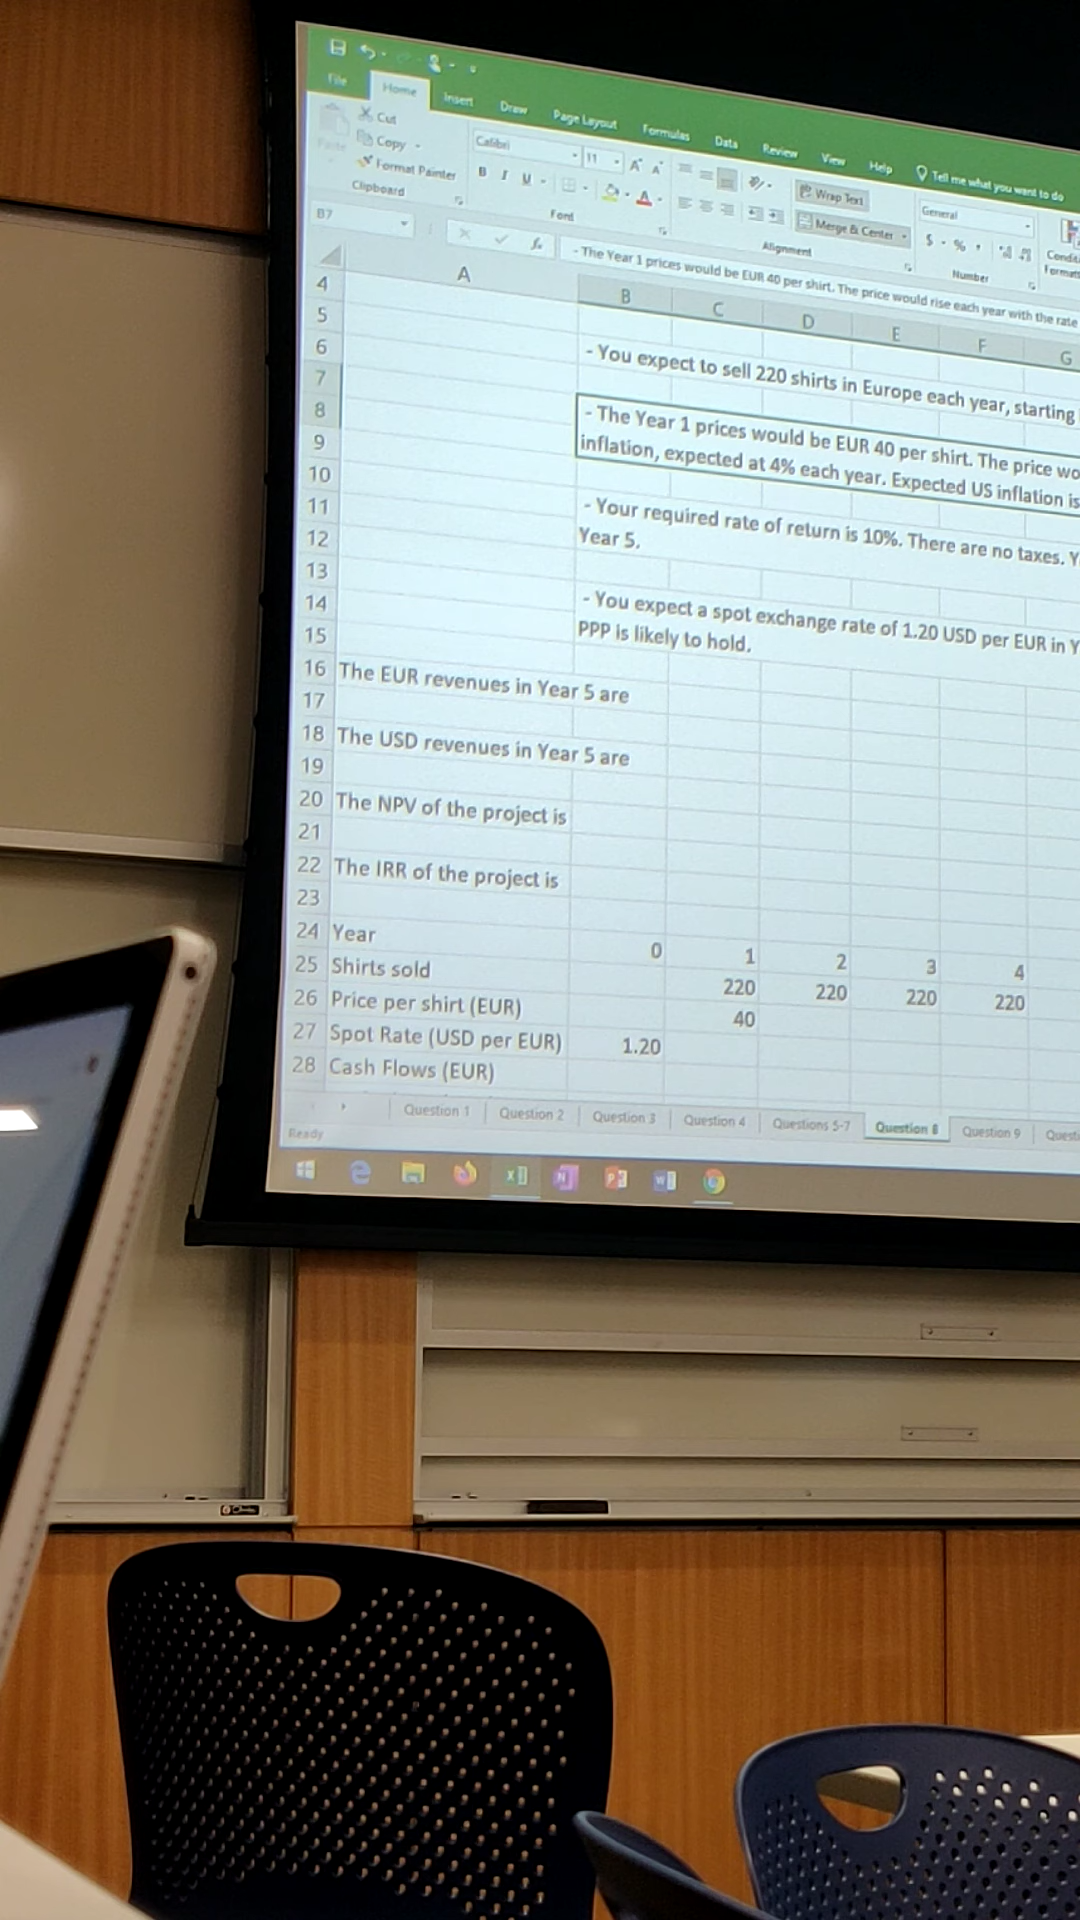 File Home Insert Draw Page Layout Formulas Data Review View Help Tell me what you want to do
Cut
Copy
Format Painter
Clipboard
Calibri 11
B I U
Font
Wrap Text
Merge & Center
Alignment
General
$ % ,
Number
B7
fx - The Year 1 prices would be EUR 40 per shirt. The price would rise each year with the rate
A B C D E F G
4
5
6 - You expect to sell 220 shirts in Europe each year, starting
7
8 - The Year 1 prices would be EUR 40 per shirt. The price wo
9 inflation, expected at 4% each year. Expected US inflation is
10
11 - Your required rate of return is 10%. There are no taxes. Y
12 Year 5.
13
14 - You expect a spot exchange rate of 1.20 USD per EUR in Y
15 PPP is likely to hold.
16 The EUR revenues in Year 5 are
17
18 The USD revenues in Year 5 are
19
20 The NPV of the project is
21
22 The IRR of the project is
23
24 Year 0 1 2 3 4
25 Shirts sold 220 220 220 220
26 Price per shirt (EUR) 40
27 Spot Rate (USD per EUR) 1.20
28 Cash Flows (EUR)
Question 1 Question 2 Question 3 Question 4 Questions 5-7 Question 8 Question 9 Questi
Ready